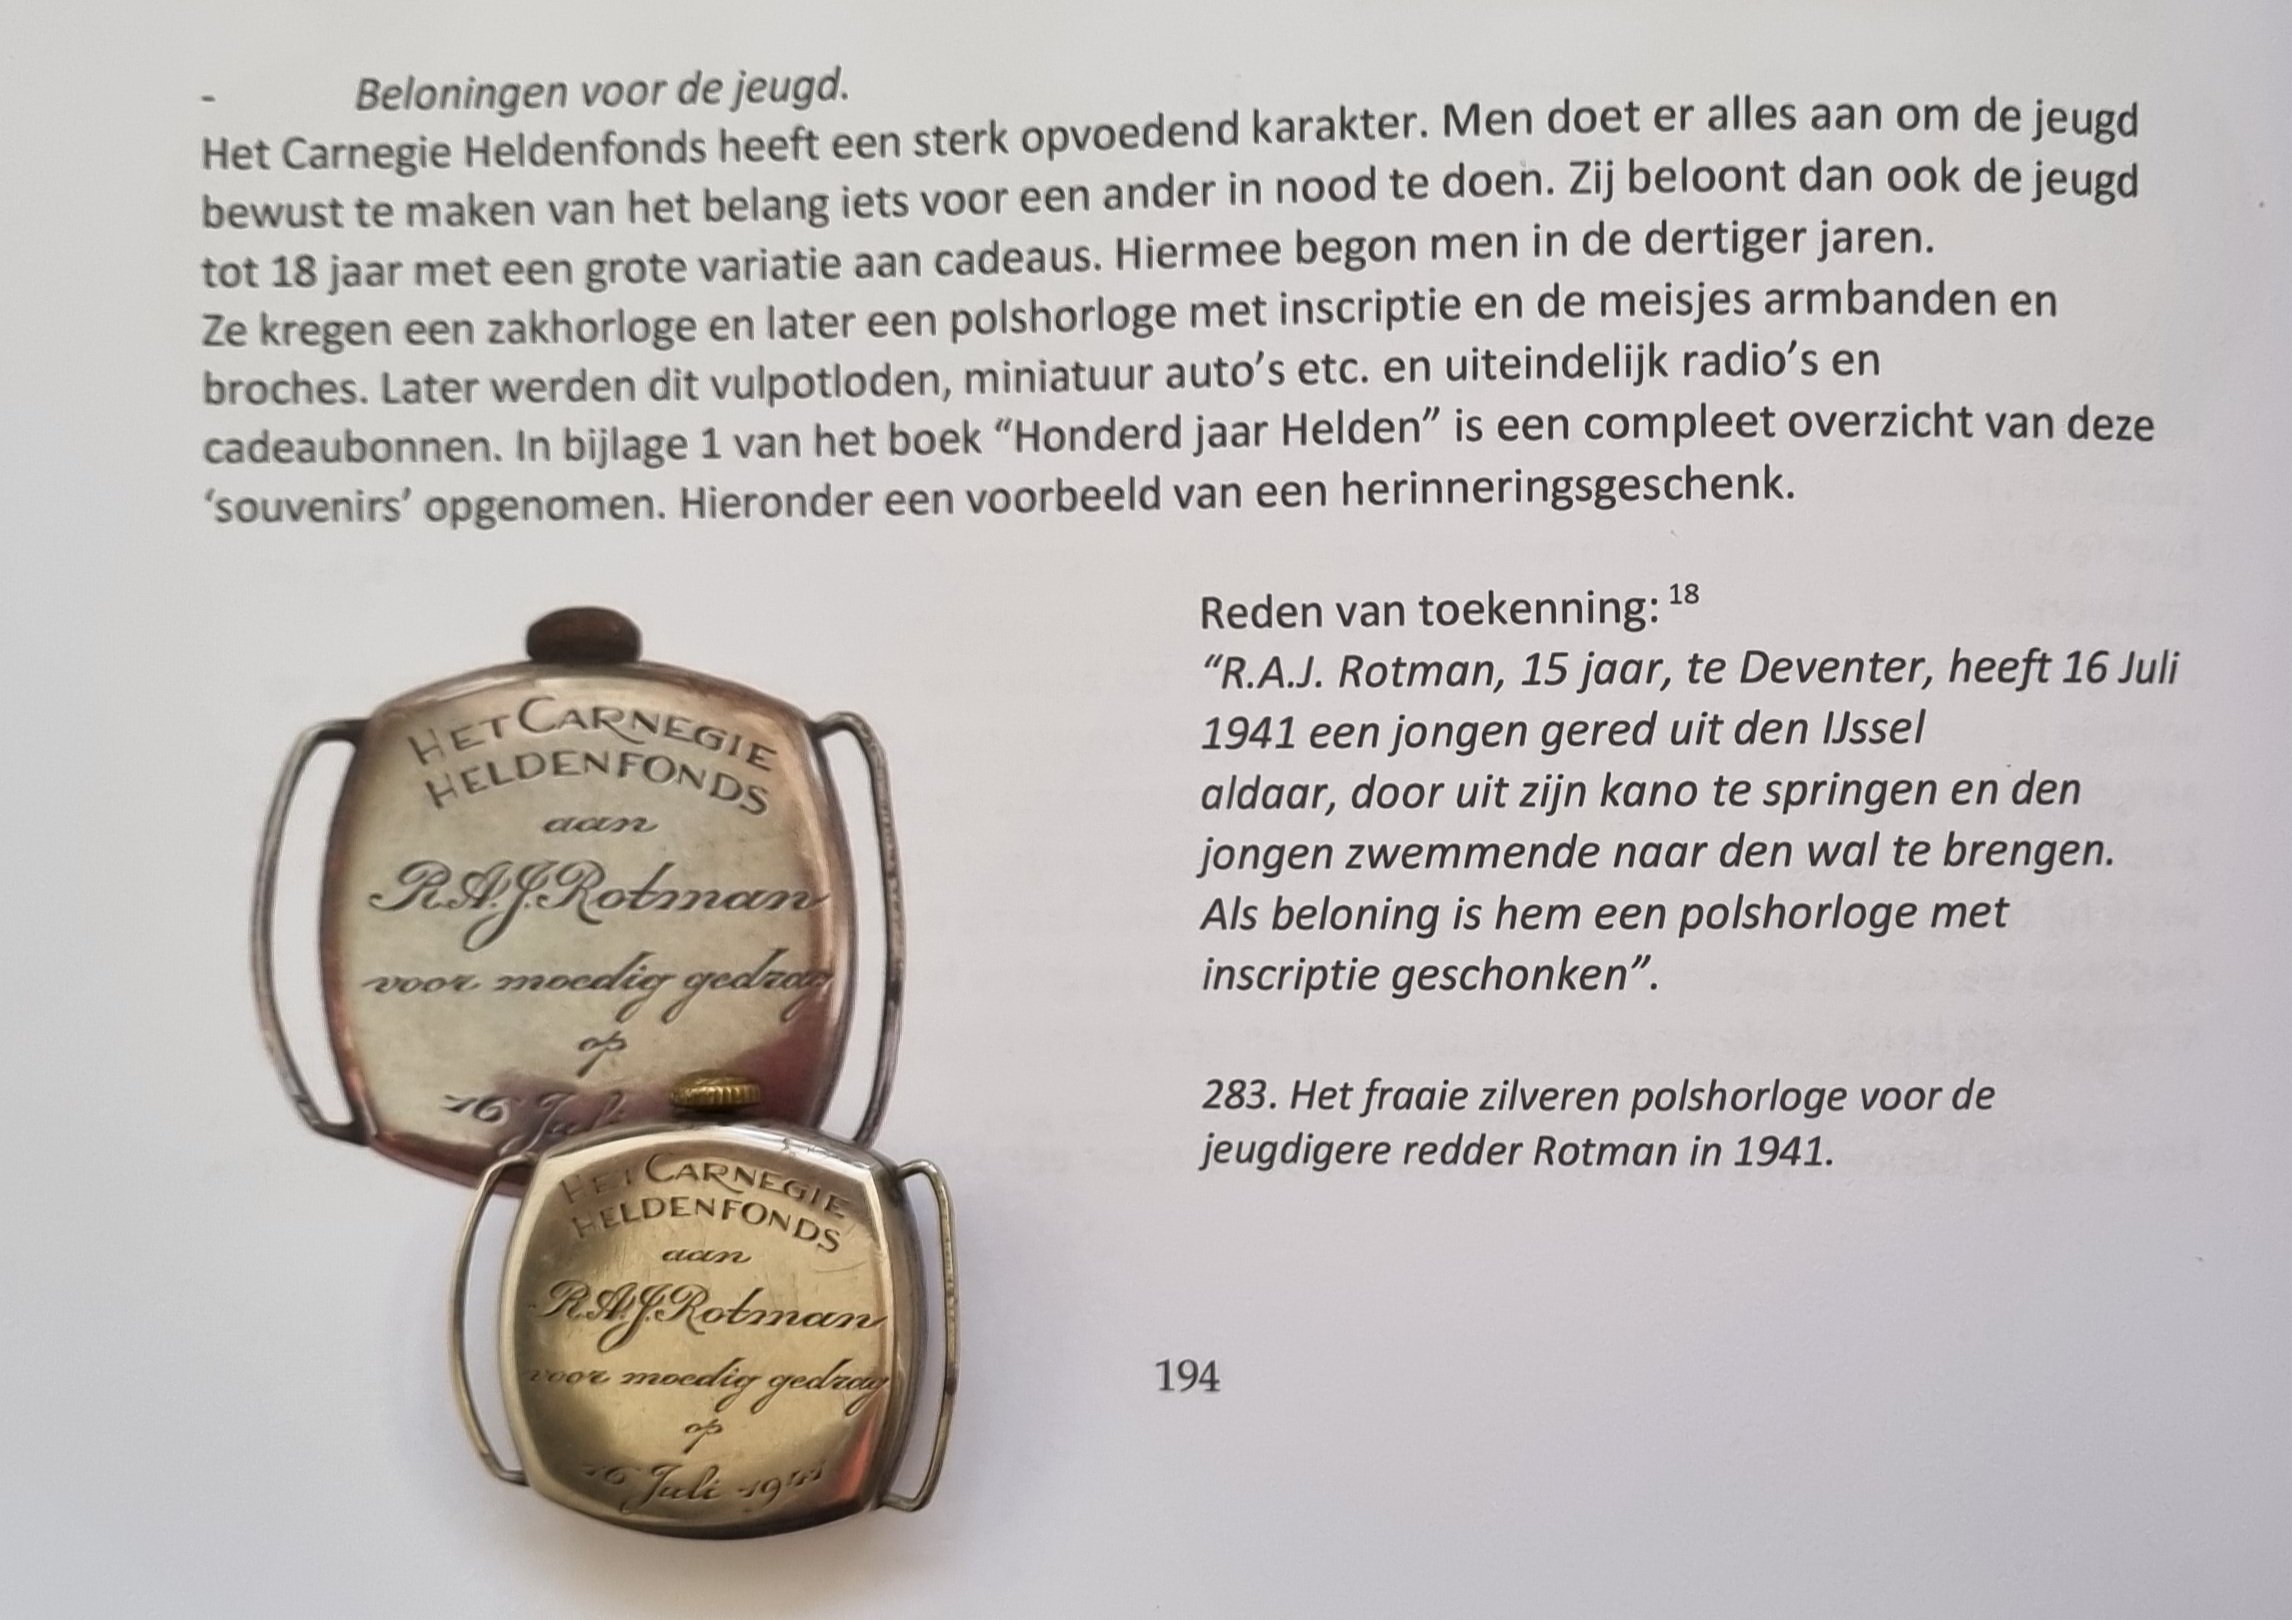 - Beloningen voor de jeugd.
Het Carnegie Heldenfonds heeft een sterk opvoedend karakter. Men doet er alles aan om de jeugd
bewust te maken van het belang iets voor een ander in nood te doen. Zij beloont dan ook de jeugd
tot 18 jaar met een grote variatie aan cadeaus. Hiermee begon men in de dertiger jaren.
Ze kregen een zakhorloge en later een polshorloge met inscriptie en de meisjes armbanden en
broches. Later werden dit vulpotloden, miniatuur auto’s etc. en uiteindelijk radio’s en
cadeaubonnen. In bijlage 1 van het boek “Honderd jaar Helden” is een compleet overzicht van deze
‘souvenirs’ opgenomen. Hieronder een voorbeeld van een herinneringsgeschenk.
HET CARNEGIE
HELDENFONDS
aan
R.A.J. Rotman
voor moedig gedrag
op
16 Juli
HET CARNEGIE
HELDENFONDS
aan
R.A.J. Rotman
voor moedig gedrag
op
16 Juli 1941
Reden van toekenning: 18
“R.A.J. Rotman, 15 jaar, te Deventer, heeft 16 Juli
1941 een jongen gered uit den IJssel
aldaar, door uit zijn kano te springen en den
jongen zwemmende naar den wal te brengen.
Als beloning is hem een polshorloge met
inscriptie geschonken”.
283. Het fraaie zilveren polshorloge voor de
jeugdigere redder Rotman in 1941.
194